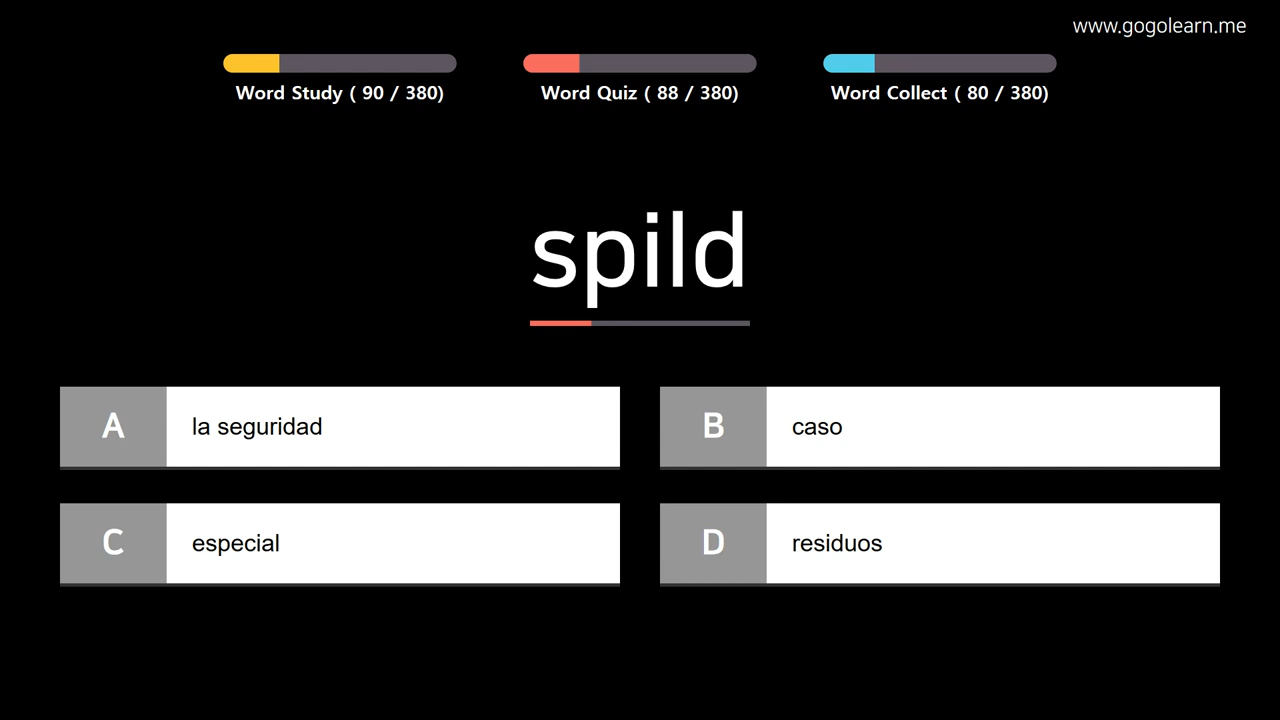 www.gogolearn.me
Word Study ( 90 / 380)
Word Quiz ( 88 / 380)
Word Collect ( 80 / 380)
spild
A la seguridad
B caso
C especial
D residuos